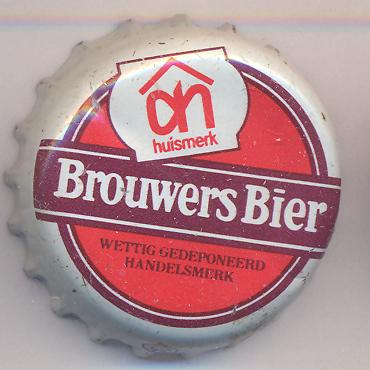 ah
huismerk
Brouwers Bier
WETTIG GEDEPONEERD
HANDELSMERK